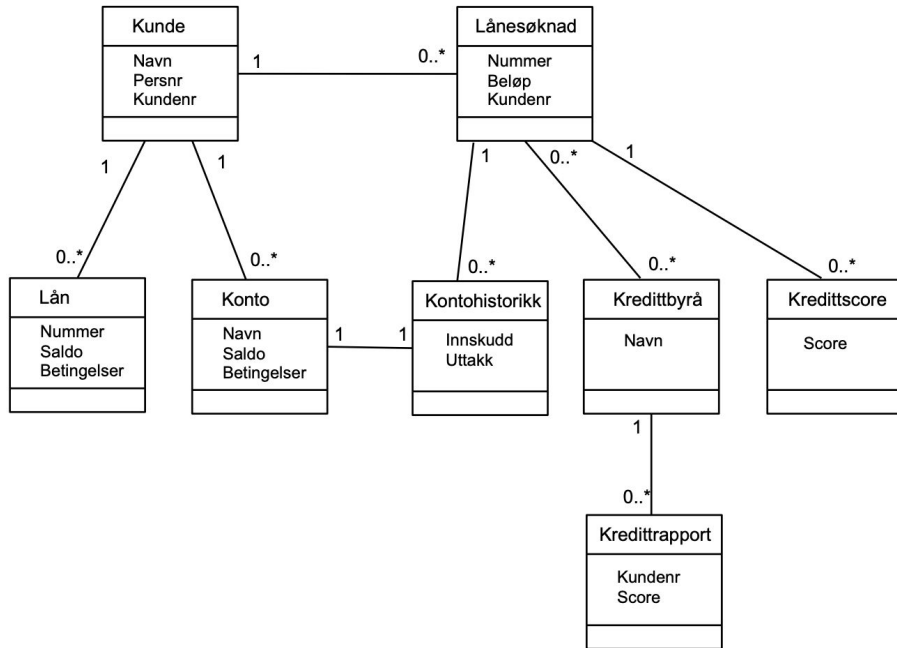 Kunde
Navn
Persnr
Kundenr
1
0..*
Lånesøknad
Nummer
Beløp
Kundenr
1
1
1
0..*
1
0..*
0..*
0..*
0..*
0..*
Lån
Nummer
Saldo
Betingelser
Konto
Navn
Saldo
Betingelser
1
1
Kontohistorikk
Innskudd
Uttakk
Kredittbyrå
Navn
Kredittscore
Score
1
0..*
Kredittrapport
Kundenr
Score